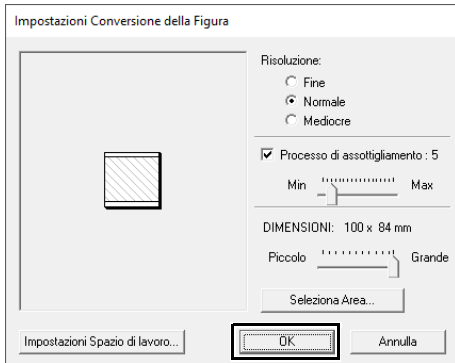 Impostazioni Conversione della Figura
Risoluzione:
Fine
Normale
Mediocre
Processo di assottigliamento : 5
Min Max
DIMENSIONI: 100 x 84 mm
Piccolo Grande
Seleziona Area...
Impostazioni Spazio di lavoro... OK Annulla